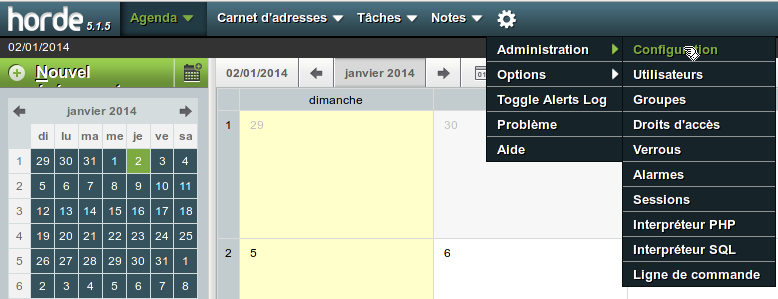 horde 5.1.5 Agenda Carnet d'adresses Tâches Notes
02/01/2014
Nouvel
janvier 2014
di lu ma me je ve sa
1 29 30 31 1 2 3 4
2 5 6 7 8 9 10 11
3 12 13 14 15 16 17 18
4 19 20 21 22 23 24 25
5 26 27 28 29 30 31 1
6 2 3 4 5 6 7 8
02/01/2014 janvier 2014 01
dimanche
1 29 30
2 5 6
Administration
Options
Toggle Alerts Log
Problème
Aide
Configuration
Utilisateurs
Groupes
Droits d'accès
Verrous
Alarmes
Sessions
Interpréteur PHP
Interpréteur SQL
Ligne de commande